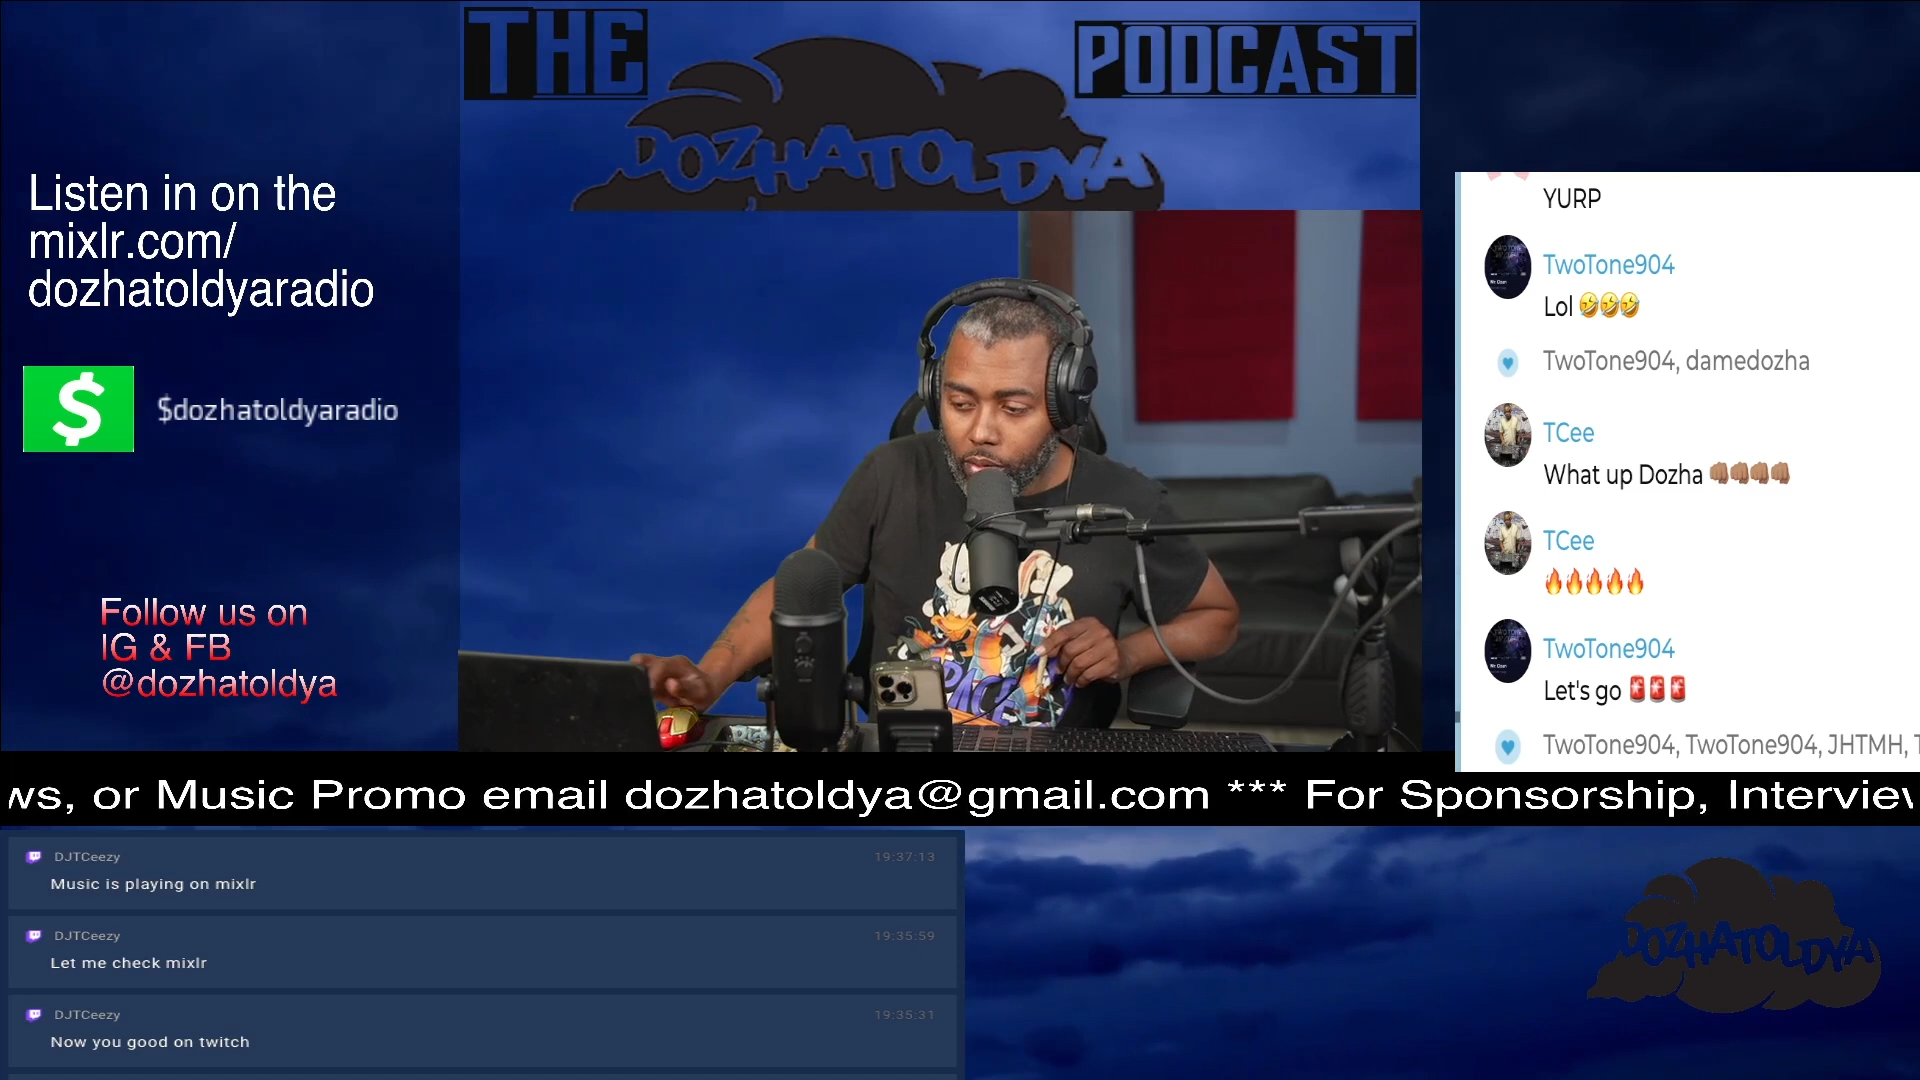 THE
PODCAST
DOZHATOLDYA
Listen in on the
mixlr.com/
dozhatoldyaradio
$
$dozhatoldyaradio
Follow us on
IG & FB
@dozhatoldya
YURP
TwoTone904
Lol 🤣🤣🤣
TwoTone904, damedozha
TCee
What up Dozha 👊🏽👊🏽👊🏽👊🏽
TCee
🔥🔥🔥🔥🔥
TwoTone904
Let's go 🚨🚨🚨
TwoTone904, TwoTone904, JHTMH, T
SPACE
ws, or Music Promo email dozhatoldya@gmail.com *** For Sponsorship, Interview
DJTCeezy 19:37:13
Music is playing on mixlr
DJTCeezy 19:35:59
Let me check mixlr
DJTCeezy 19:35:31
Now you good on twitch
DOZHATOLDYA